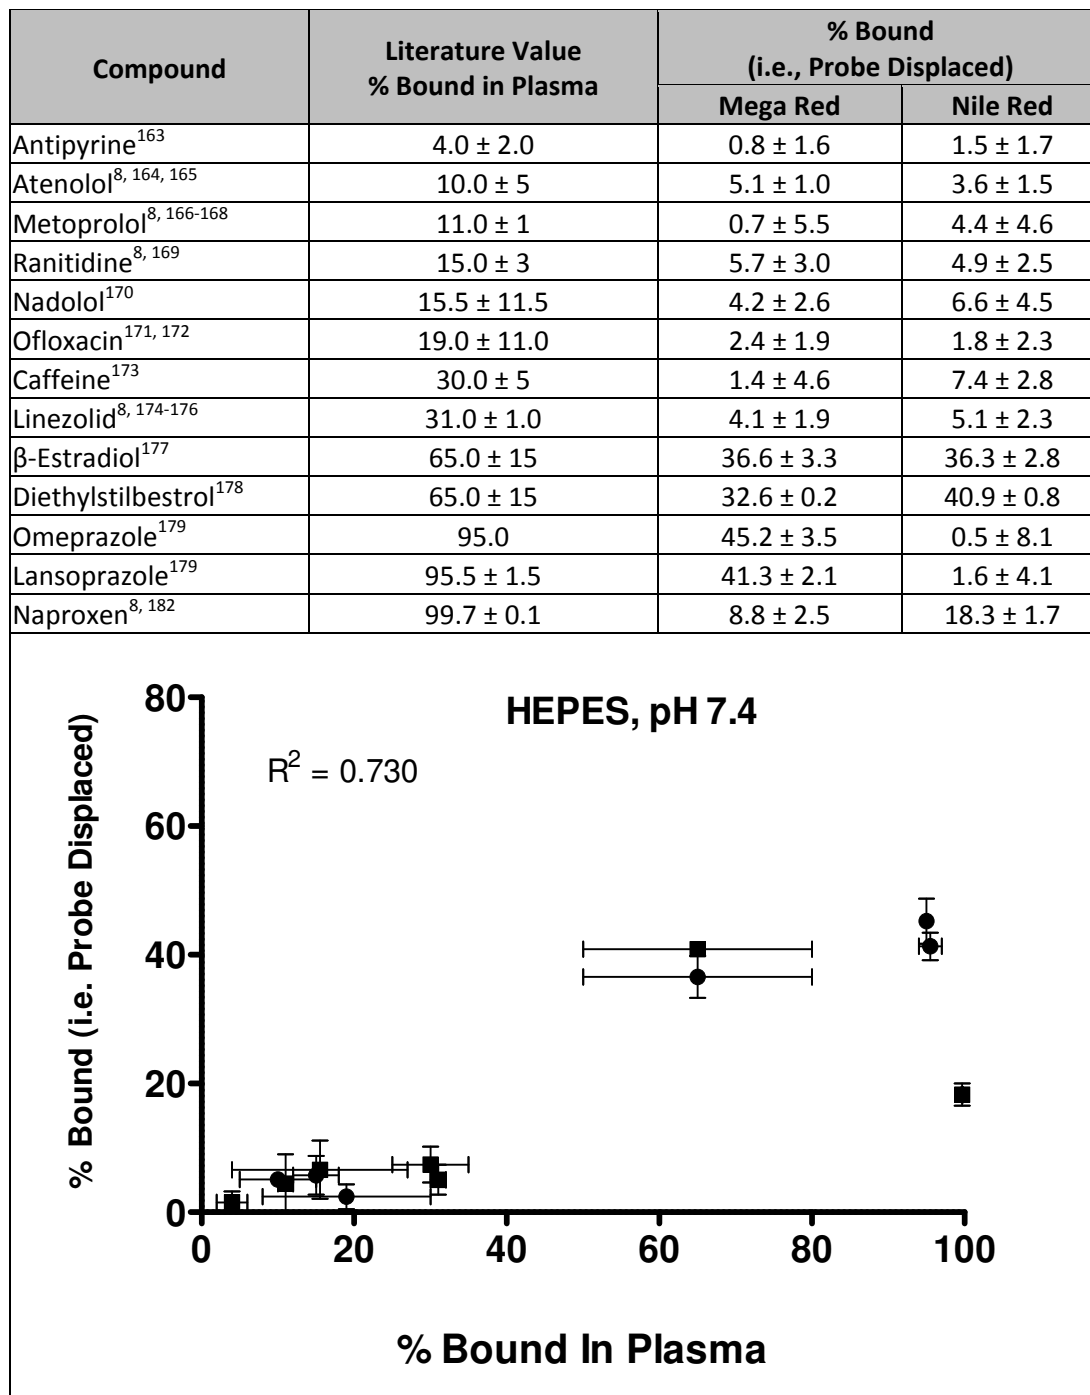 Compound Literature Value % Bound in Plasma % Bound (i.e., Probe Displaced)
Mega Red Nile Red
Antipyrine163 4.0 ± 2.0 0.8 ± 1.6 1.5 ± 1.7
Atenolol8, 164, 165 10.0 ± 5 5.1 ± 1.0 3.6 ± 1.5
Metoprolol8, 166-168 11.0 ± 1 0.7 ± 5.5 4.4 ± 4.6
Ranitidine8, 169 15.0 ± 3 5.7 ± 3.0 4.9 ± 2.5
Nadolol170 15.5 ± 11.5 4.2 ± 2.6 6.6 ± 4.5
Ofloxacin171, 172 19.0 ± 11.0 2.4 ± 1.9 1.8 ± 2.3
Caffeine173 30.0 ± 5 1.4 ± 4.6 7.4 ± 2.8
Linezolid8, 174-176 31.0 ± 1.0 4.1 ± 1.9 5.1 ± 2.3
β-Estradiol177 65.0 ± 15 36.6 ± 3.3 36.3 ± 2.8
Diethylstilbestrol178 65.0 ± 15 32.6 ± 0.2 40.9 ± 0.8
Omeprazole179 95.0 45.2 ± 3.5 0.5 ± 8.1
Lansoprazole179 95.5 ± 1.5 41.3 ± 2.1 1.6 ± 4.1
Naproxen8, 182 99.7 ± 0.1 8.8 ± 2.5 18.3 ± 1.7
HEPES, pH 7.4
R2 = 0.730
% Bound (i.e. Probe Displaced)
80
60
40
20
0
0 20 40 60 80 100
% Bound In Plasma